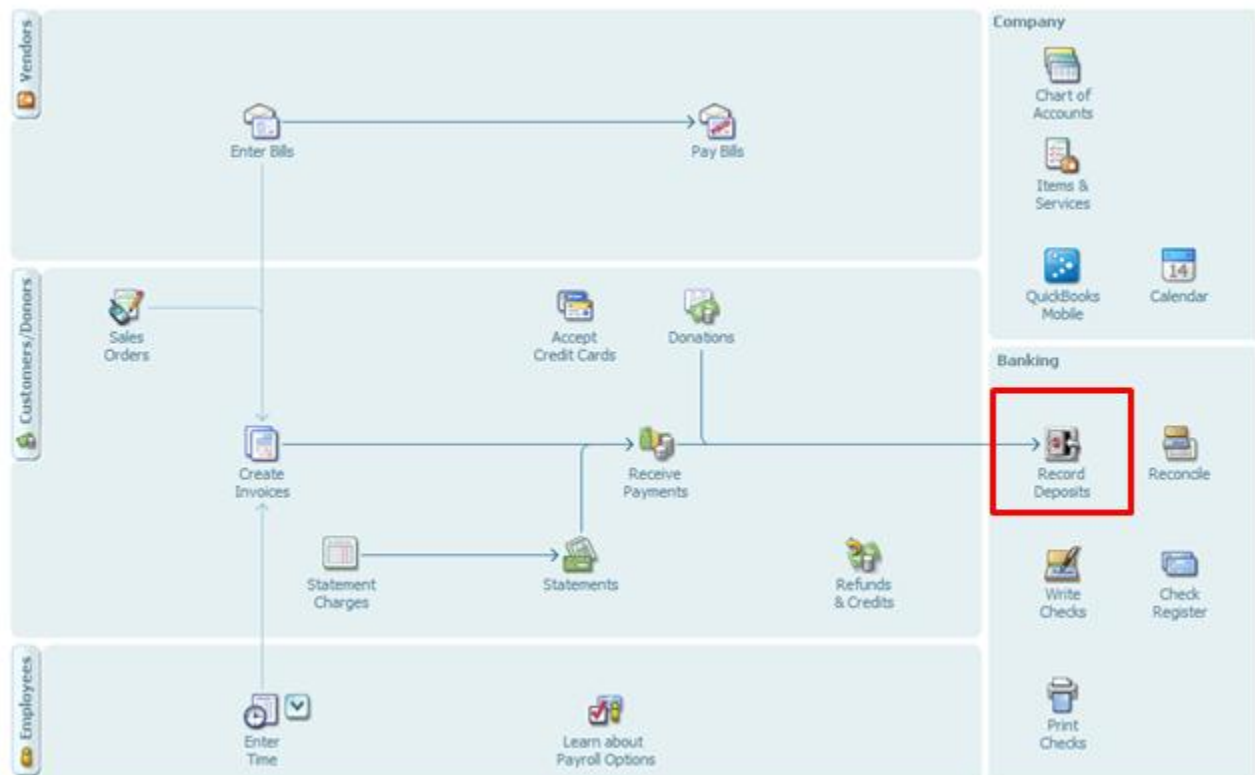 Vendors
Enter Bills
Pay Bills
Customers/Donors
Sales
Orders
Accept
Credit Cards
Donations
Create
Invoices
Receive
Payments
Statement
Charges
Statements
Refunds
& Credits
Employees
Enter
Time
Learn about
Payroll Options
Company
Chart of
Accounts
Items &
Services
QuickBooks
Mobile
14
Calendar
Banking
Record
Deposits
Reconcile
Write
Checks
Check
Register
Print
Checks